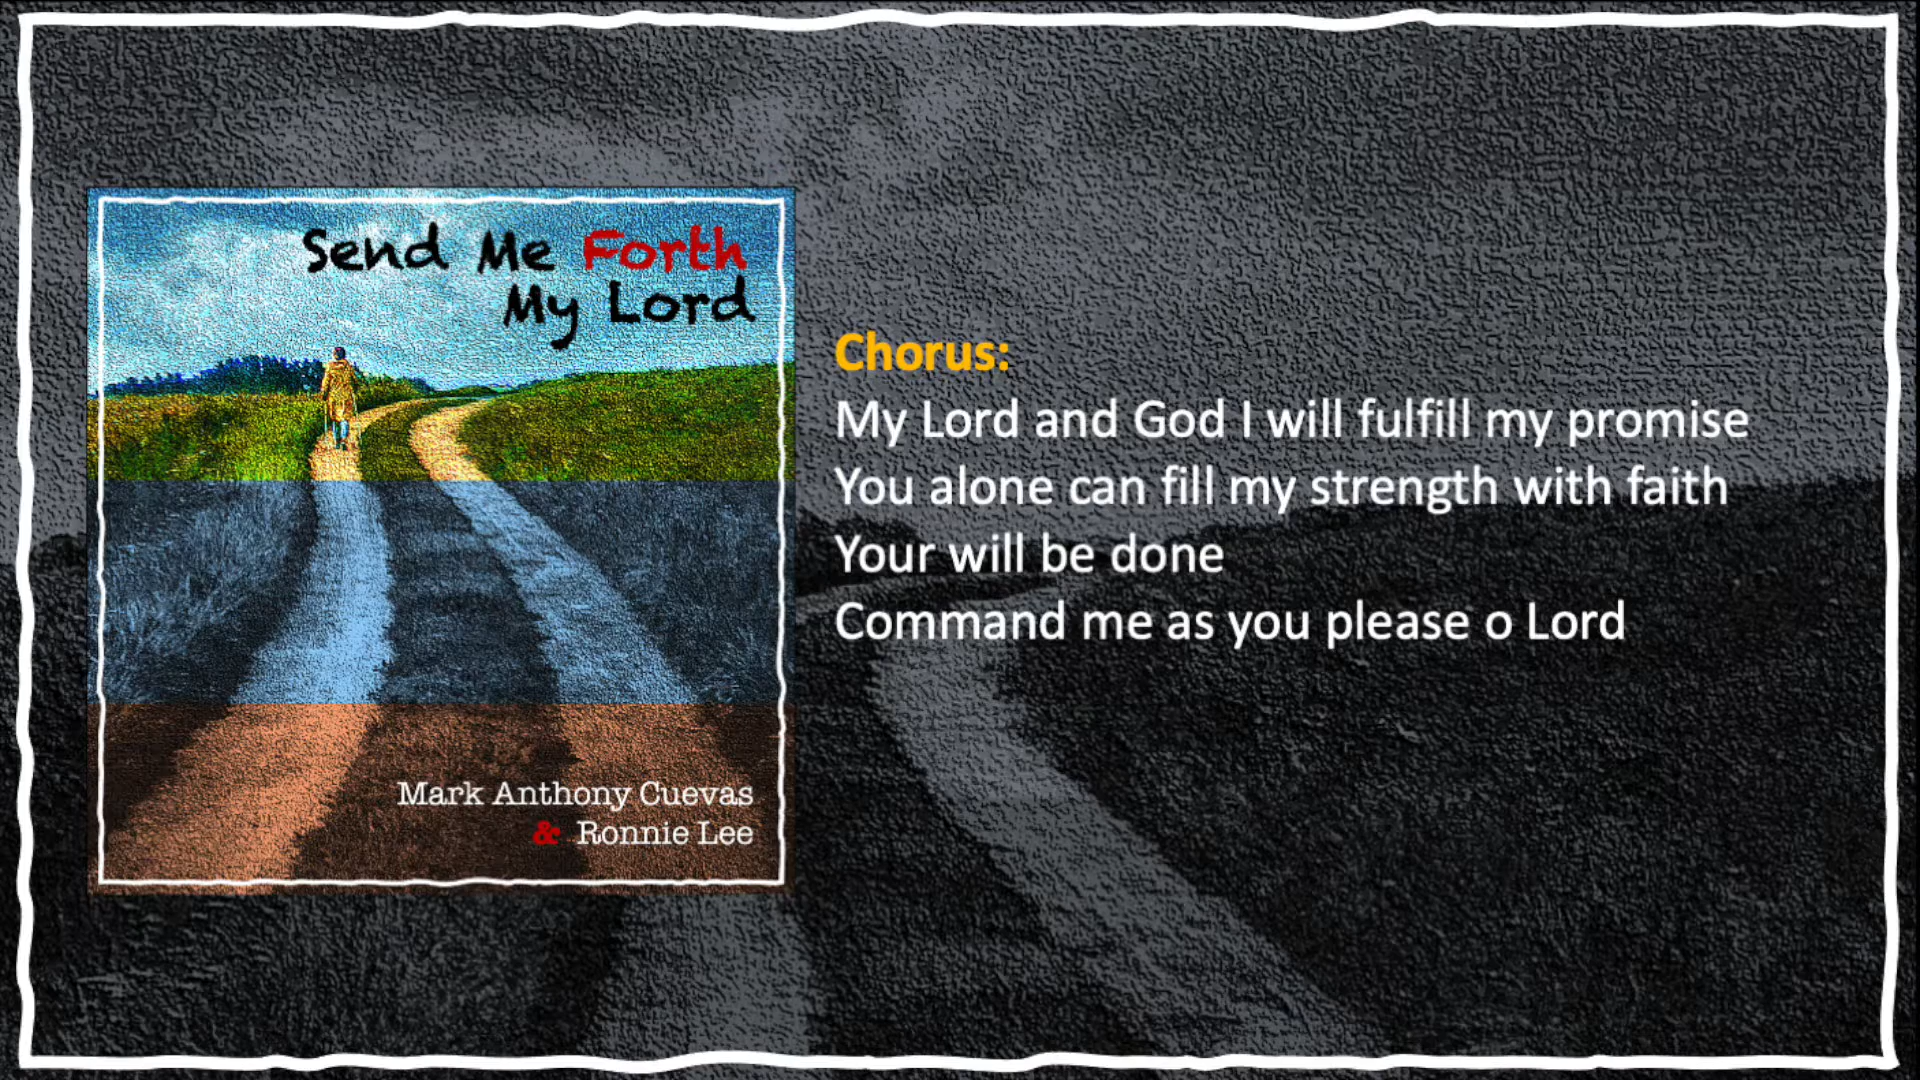 Send Me Forth
My Lord
Mark Anthony Cuevas
& Ronnie Lee
Chorus:
My Lord and God I will fulfill my promise
You alone can fill my strength with faith
Your will be done
Command me as you please o Lord